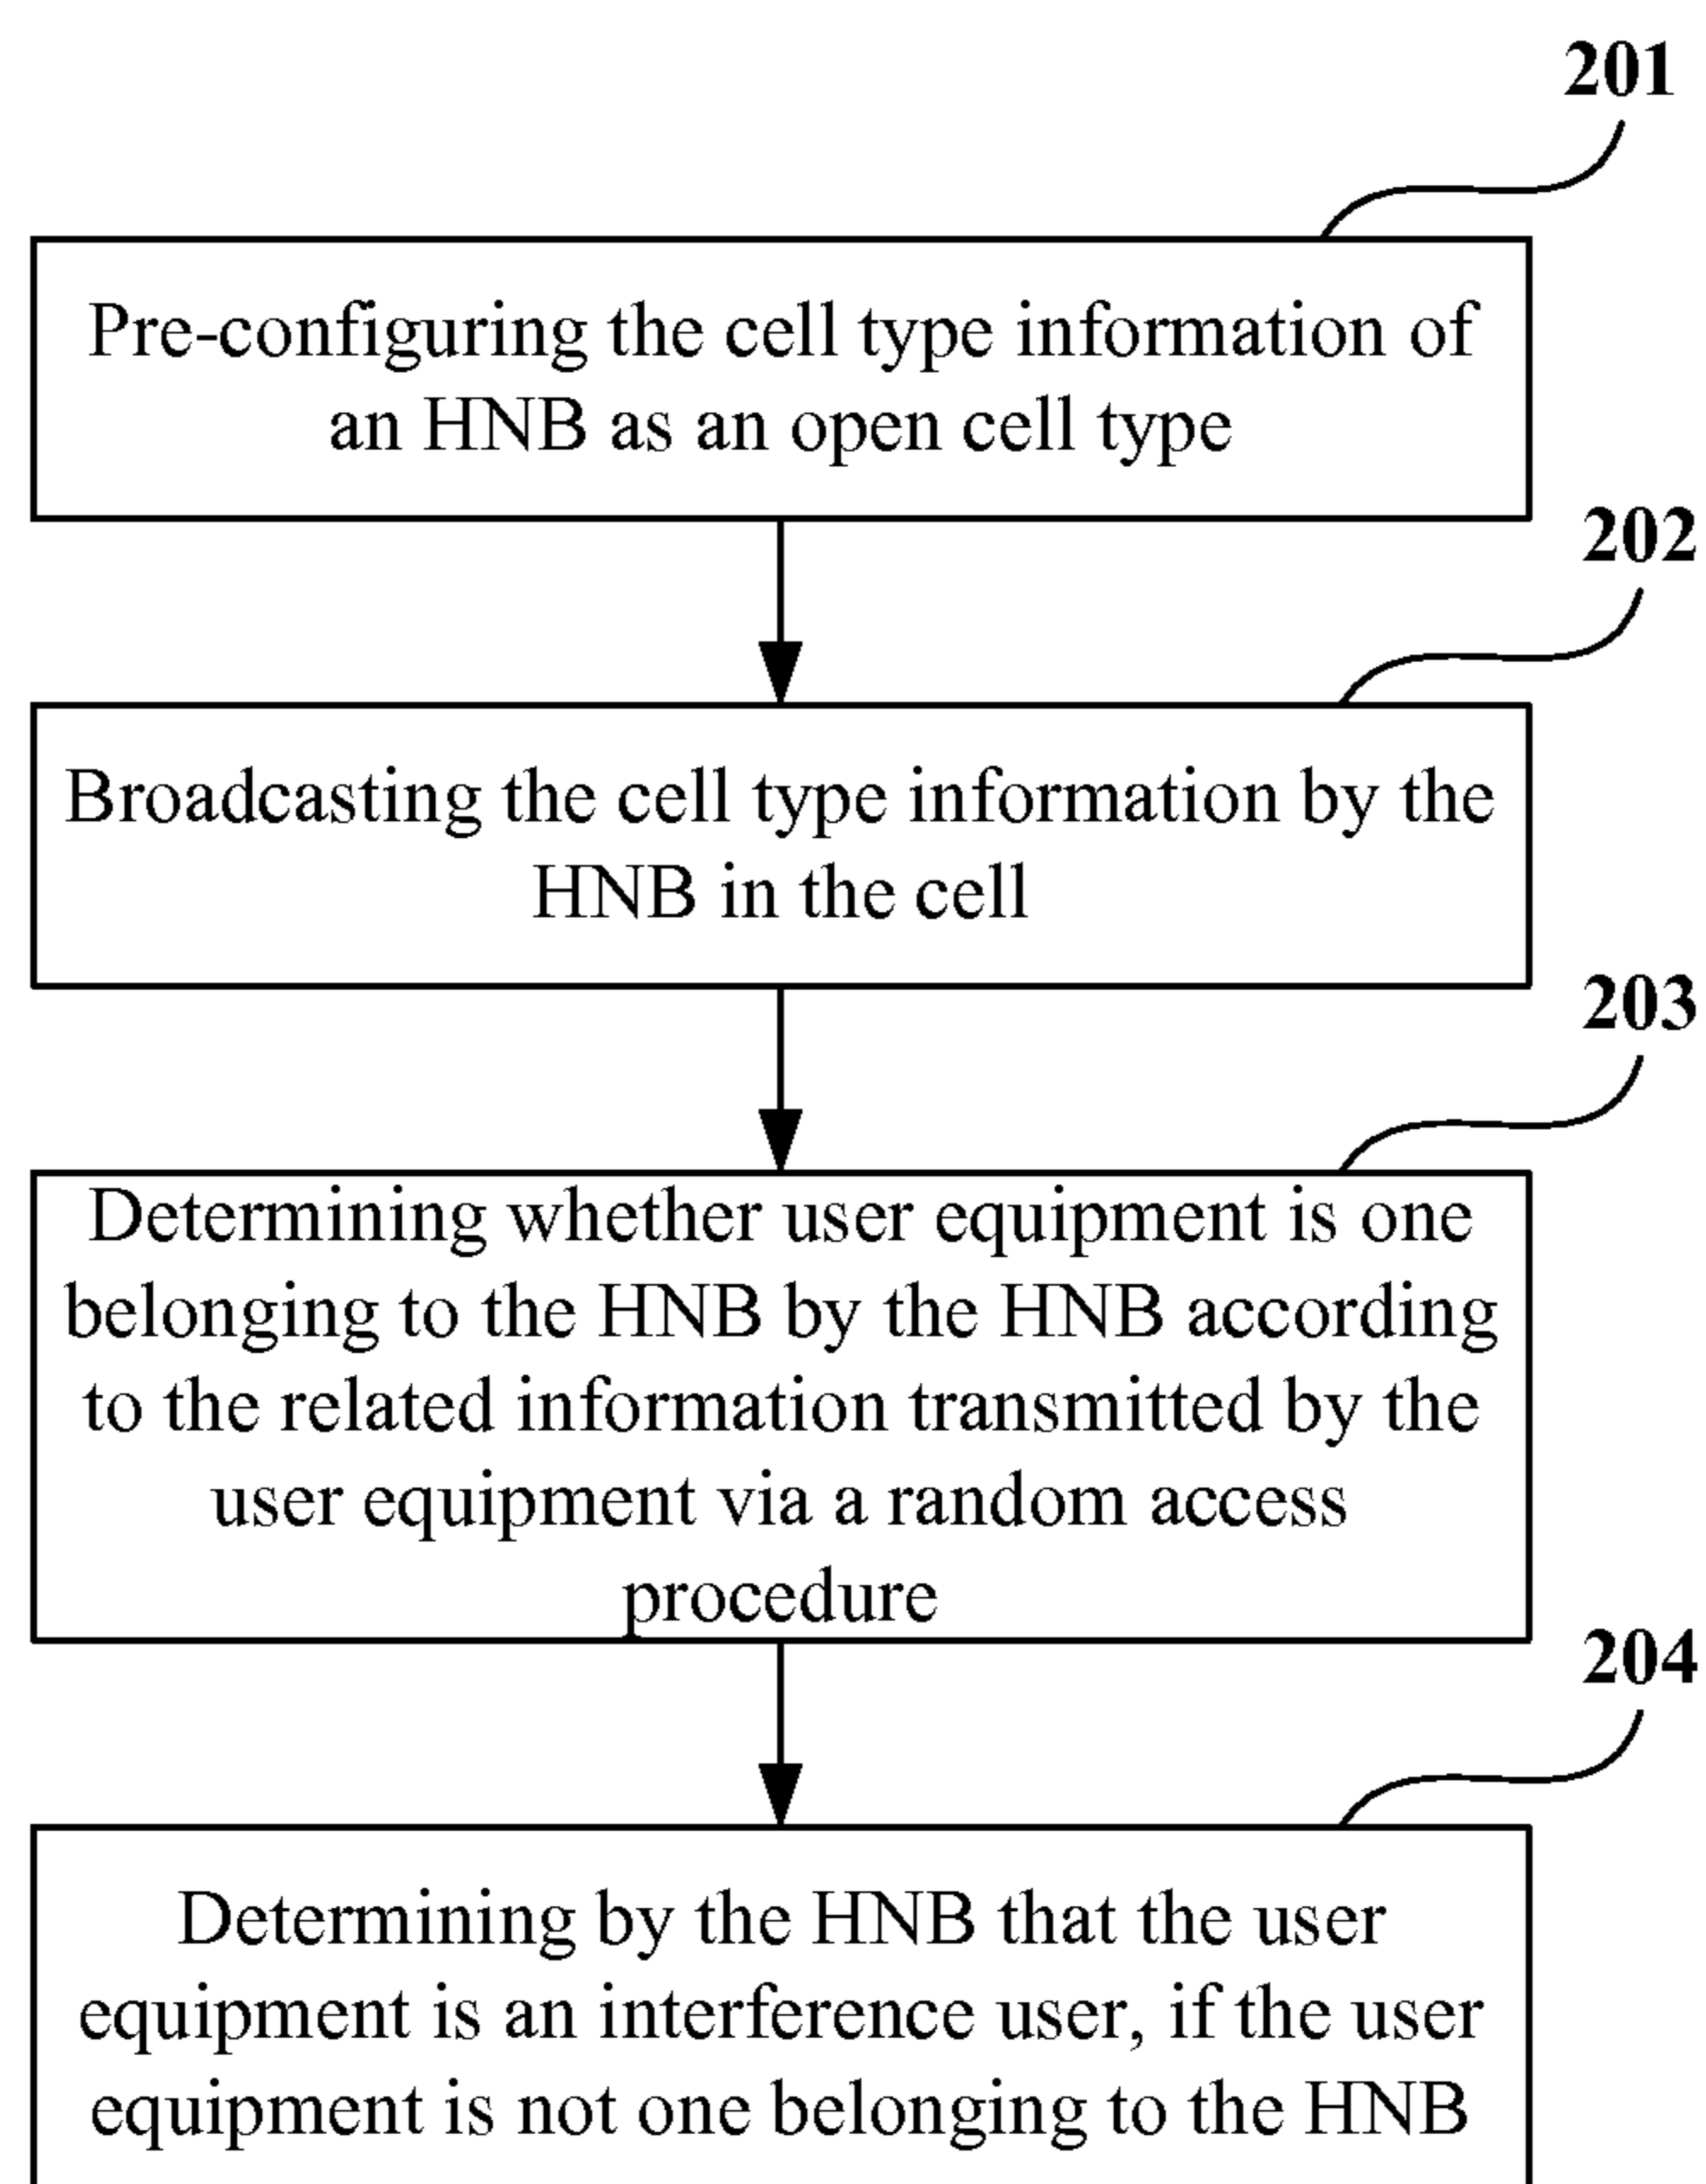 201
Pre-configuring the cell type information of
an HNB as an open cell type
202
Broadcasting the cell type information by the
HNB in the cell
203
Determining whether user equipment is one
belonging to the HNB by the HNB according
to the related information transmitted by the
user equipment via a random access
procedure
204
Determining by the HNB that the user
equipment is an interference user, if the user
equipment is not one belonging to the HNB